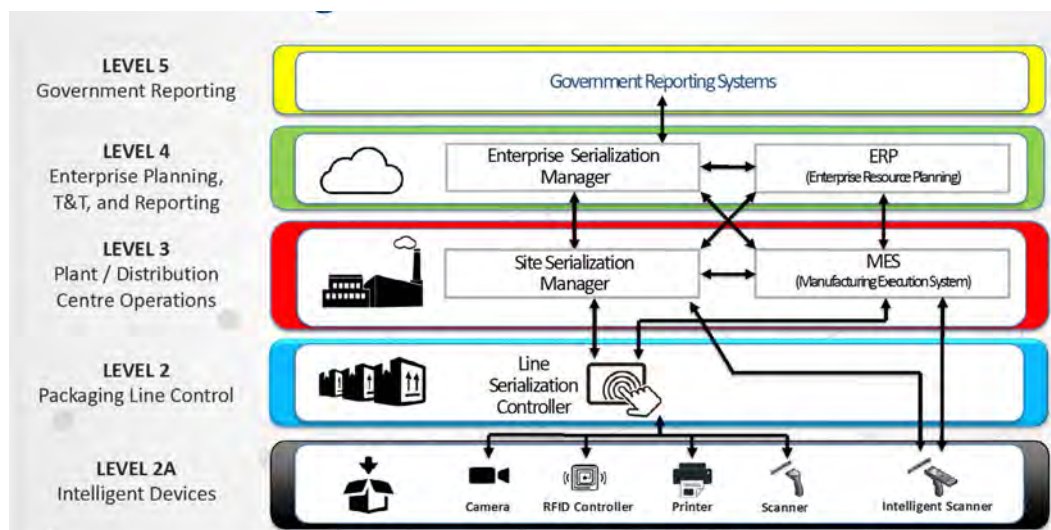 LEVEL 5
Government Reporting
Government Reporting Systems
LEVEL 4
Enterprise Planning,
T&T, and Reporting
Enterprise Serialization
Manager
ERP
(Enterprise Resource Planning)
LEVEL 3
Plant / Distribution
Centre Operations
Site Serialization
Manager
MES
(Manufacturing Execution System)
LEVEL 2
Packaging Line Control
Line
Serialization
Controller
LEVEL 2A
Intelligent Devices
Camera
RFID Controller
Printer
Scanner
Intelligent Scanner